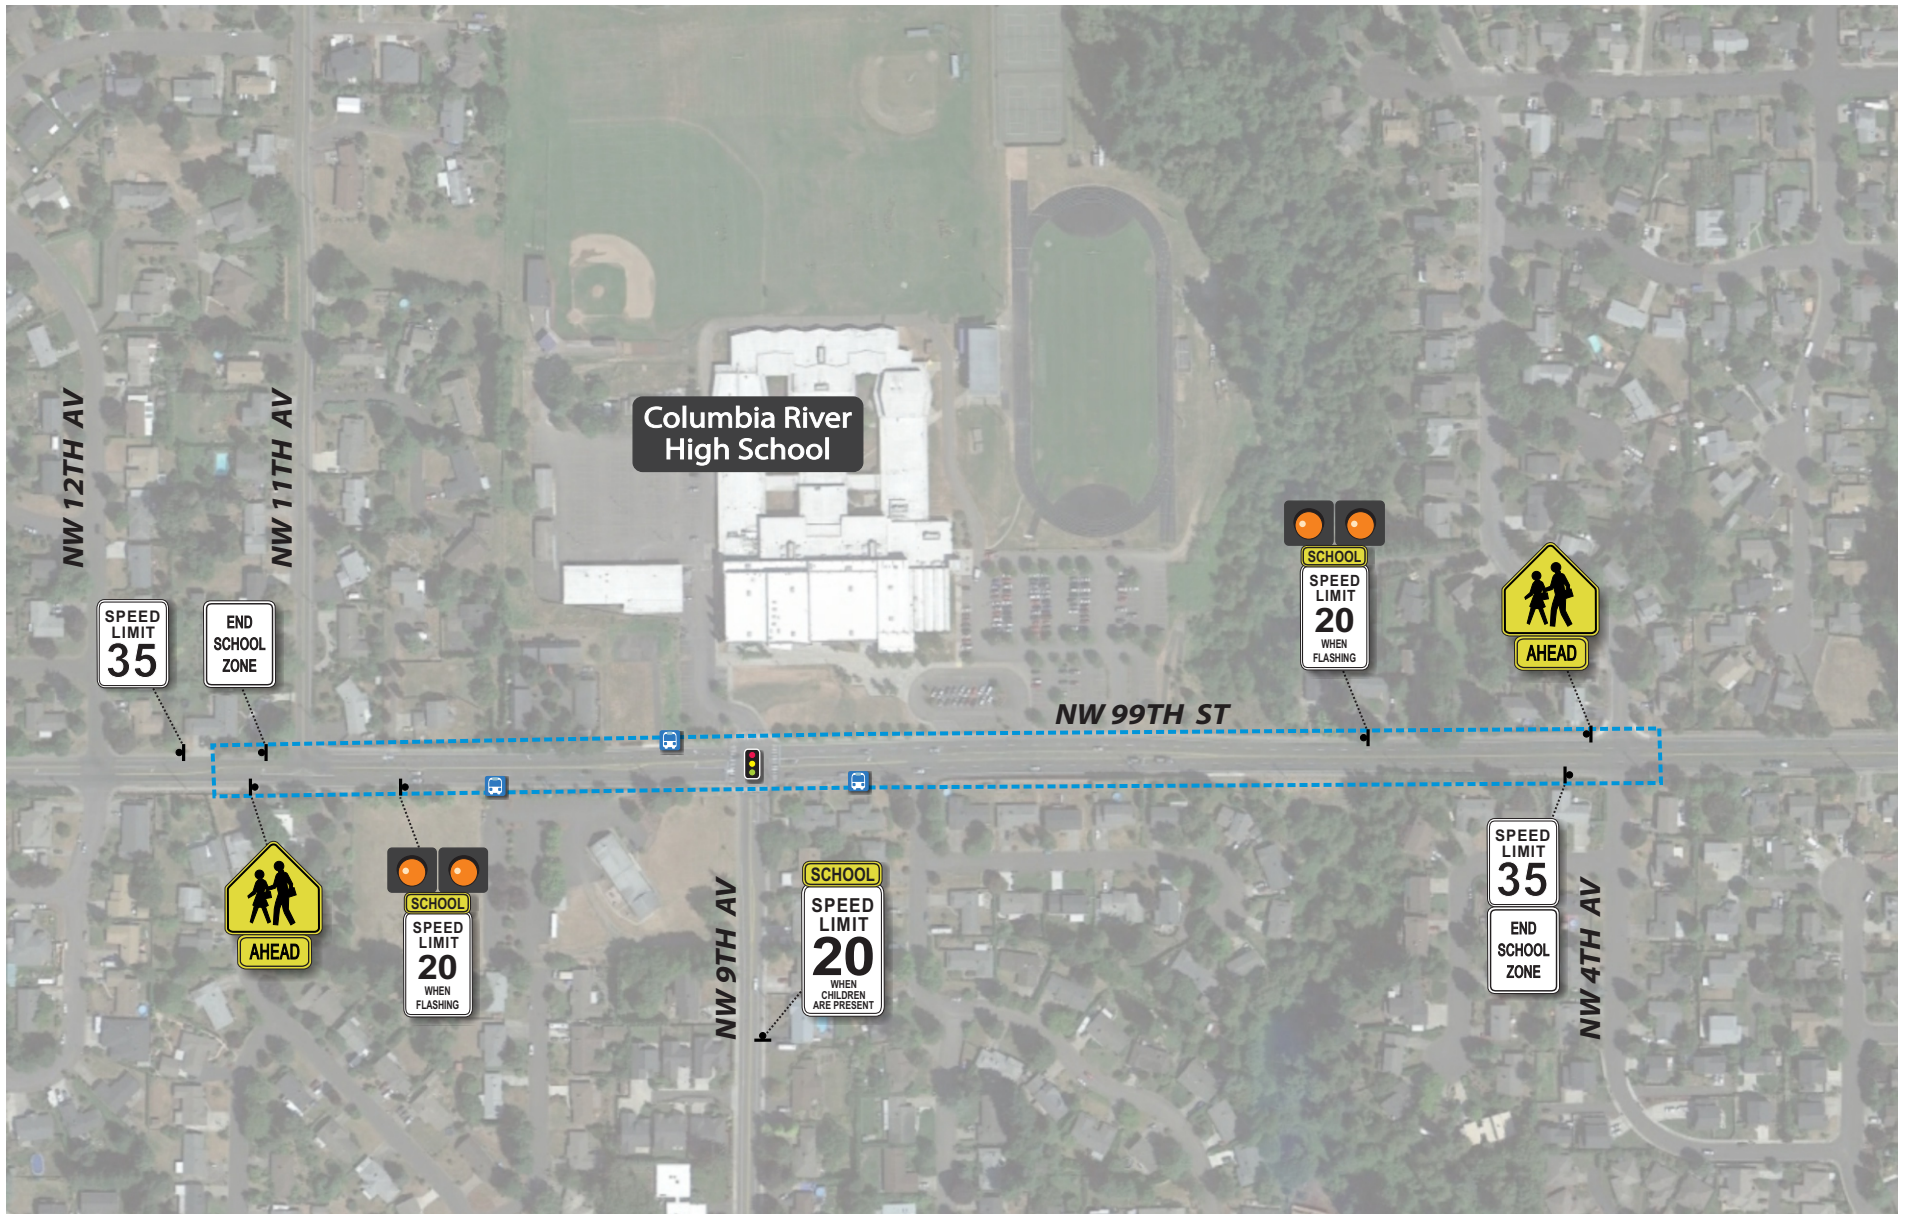 Columbia River
High School
NW 12TH AV
NW 11TH AV
SPEED
LIMIT
35
END
SCHOOL
ZONE
SCHOOL
SPEED
LIMIT
20
WHEN
FLASHING
AHEAD
NW 99TH ST
AHEAD
SCHOOL
SPEED
LIMIT
20
WHEN
FLASHING
NW 9TH AV
SCHOOL
SPEED
LIMIT
20
WHEN
CHILDREN
ARE PRESENT
SPEED
LIMIT
35
END
SCHOOL
ZONE
NW 4TH AV